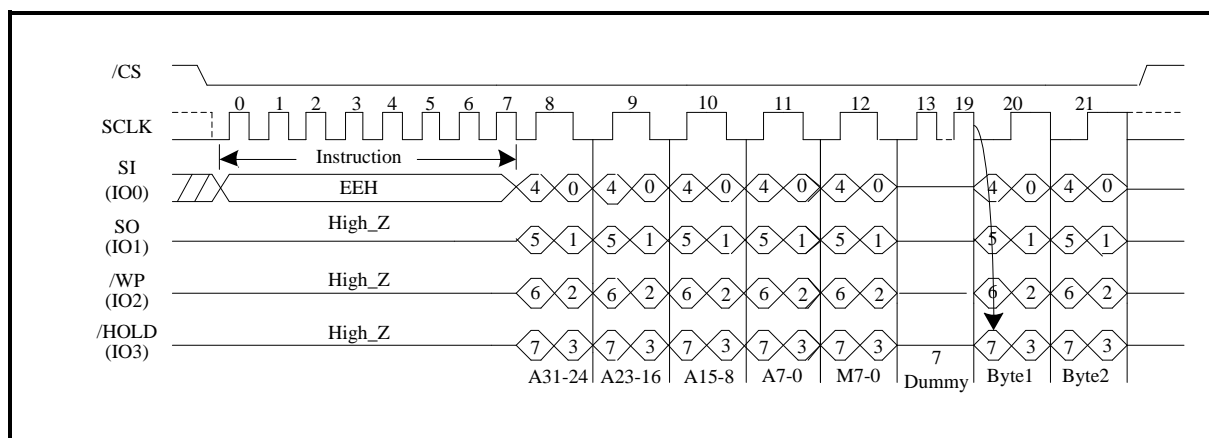 /CS
0 1 2 3 4 5 6 7 8 9 10 11 12 13 19 20 21
SCLK
Instruction
SI
(IO0)
EEH
4 0 4 0 4 0 4 0 4 0 4 0 4 0
SO
(IO1)
High_Z
5 1 5 1 5 1 5 1 5 1 5 1 5 1
/WP
(IO2)
High_Z
6 2 6 2 6 2 6 2 6 2 6 2 6 2
/HOLD
(IO3)
High_Z
7 3 7 3 7 3 7 3 7 3 7 3 7 3
A31-24 A23-16 A15-8 A7-0 M7-0 7 Dummy Byte1 Byte2